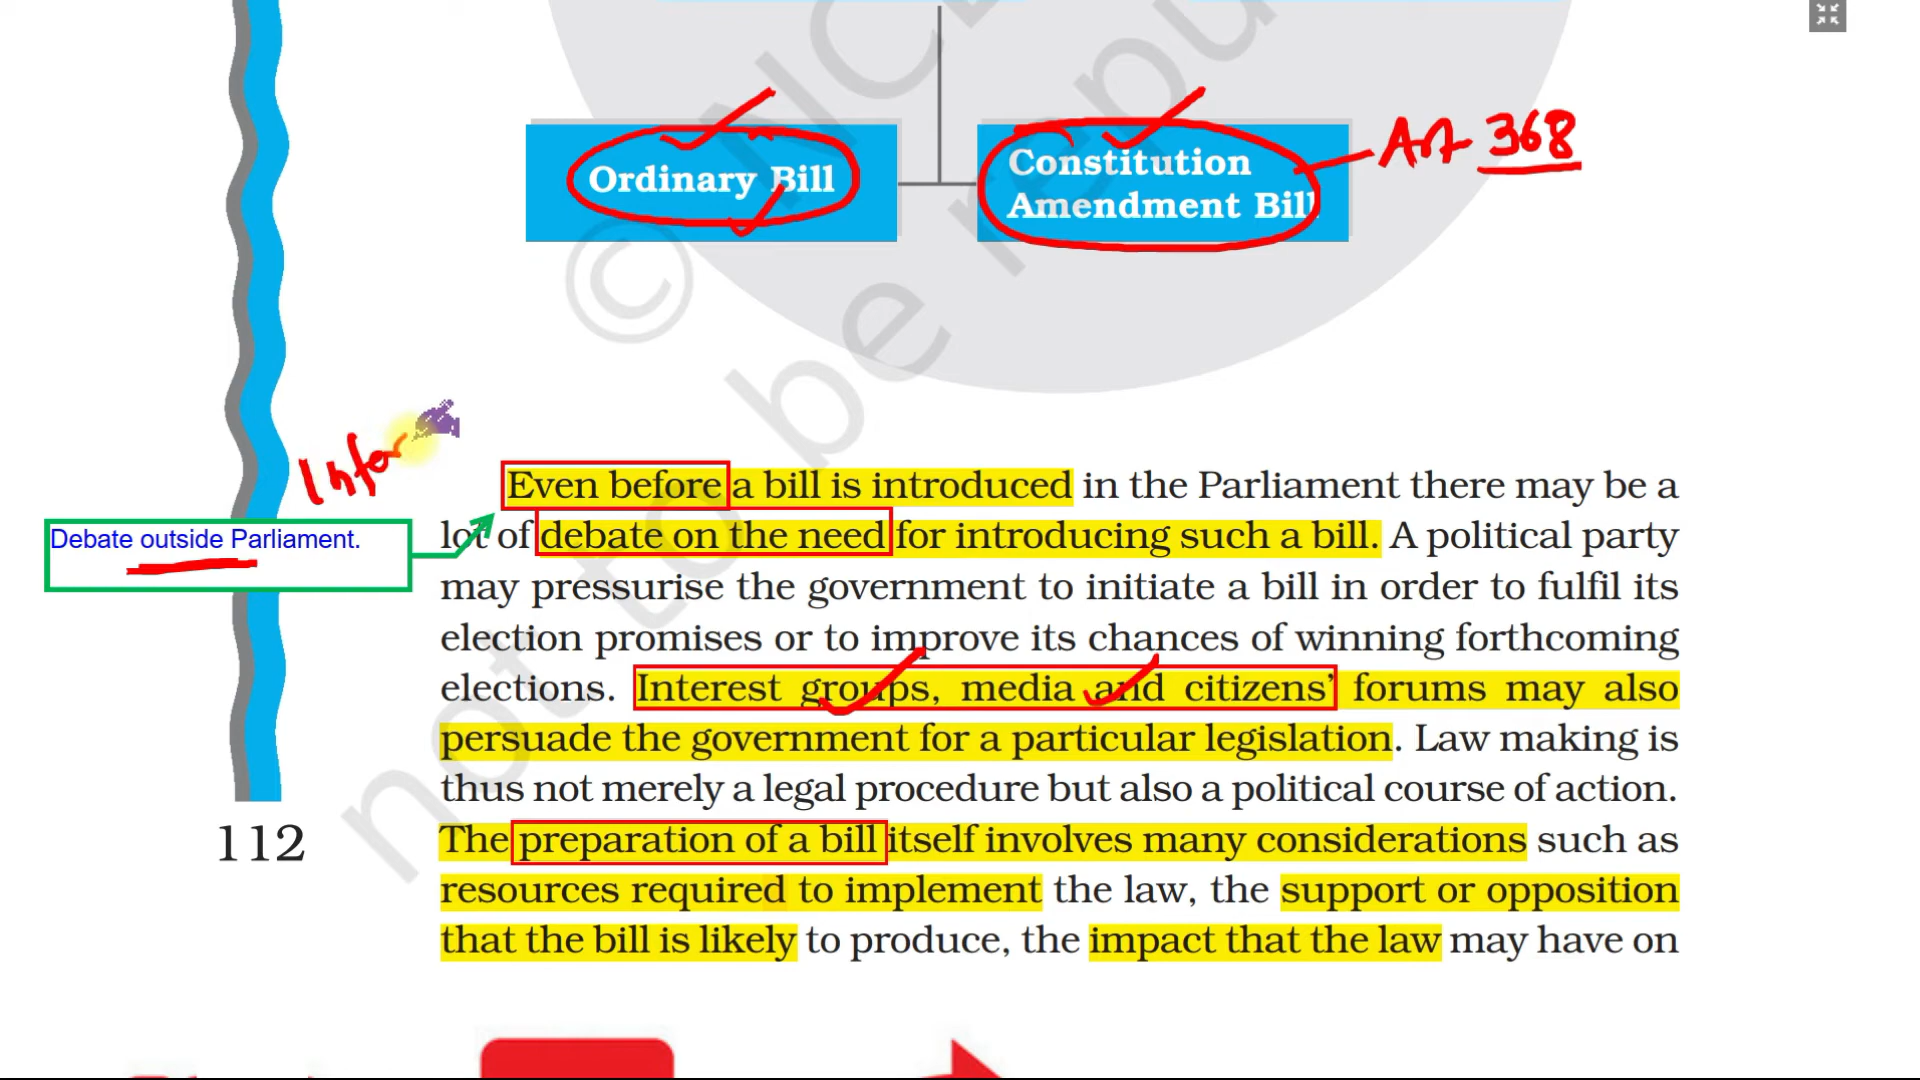 Ordinary Bill
Constitution
Amendment Bill
Art 368
Infor
Debate outside Parliament.
Even before a bill is introduced in the Parliament there may be a
lot of debate on the need for introducing such a bill. A political party
may pressurise the government to initiate a bill in order to fulfil its
election promises or to improve its chances of winning forthcoming
elections. Interest groups, media and citizens’ forums may also
persuade the government for a particular legislation. Law making is
thus not merely a legal procedure but also a political course of action.
The preparation of a bill itself involves many considerations such as
resources required to implement the law, the support or opposition
that the bill is likely to produce, the impact that the law may have on
112
not to be repu
© NCE